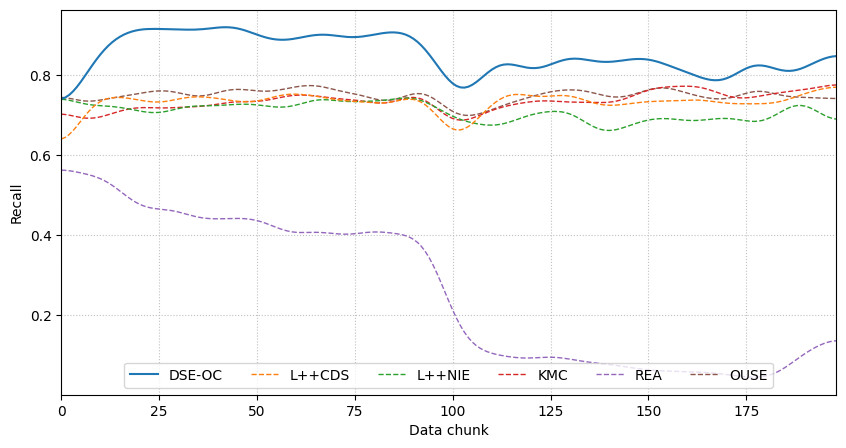 0.8
0.6
0.4
0.2
Recall
DSE-OC L++CDS L++NIE KMC REA OUSE
0 25 50 75 100 125 150 175
Data chunk